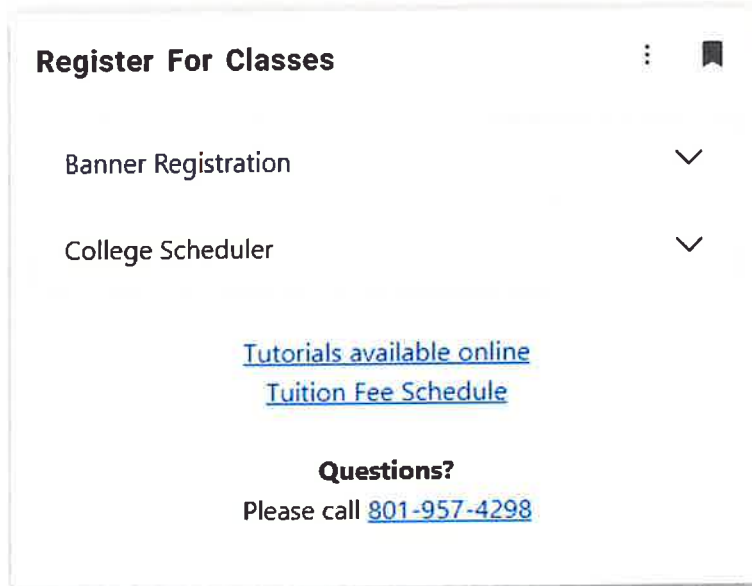 Register For Classes
Banner Registration
College Scheduler
Tutorials available online
Tuition Fee Schedule
Questions?
Please call 801-957-4298